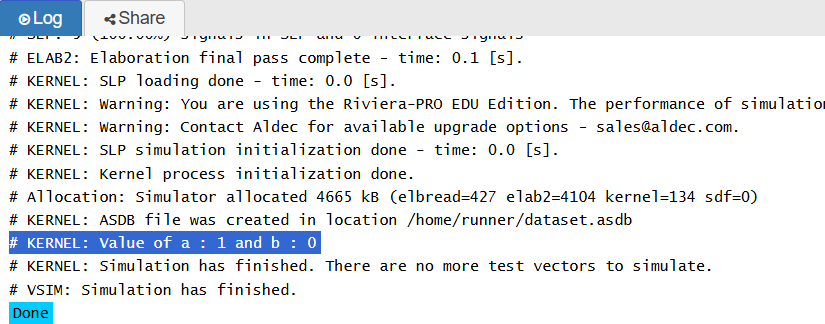 Log
Share
# SLP: 9 (100.00%) signals in SLP and 0 interface signals
# ELAB2: Elaboration final pass complete - time: 0.1 [s].
# KERNEL: SLP loading done - time: 0.0 [s].
# KERNEL: Warning: You are using the Riviera-PRO EDU Edition. The performance of simulation
# KERNEL: Warning: Contact Aldec for available upgrade options - sales@aldec.com.
# KERNEL: SLP simulation initialization done - time: 0.0 [s].
# KERNEL: Kernel process initialization done.
# Allocation: Simulator allocated 4665 kB (elbread=427 elab2=4104 kernel=134 sdf=0)
# KERNEL: ASDB file was created in location /home/runner/dataset.asdb
# KERNEL: Value of a : 1 and b : 0
# KERNEL: Simulation has finished. There are no more test vectors to simulate.
# VSIM: Simulation has finished.
Done